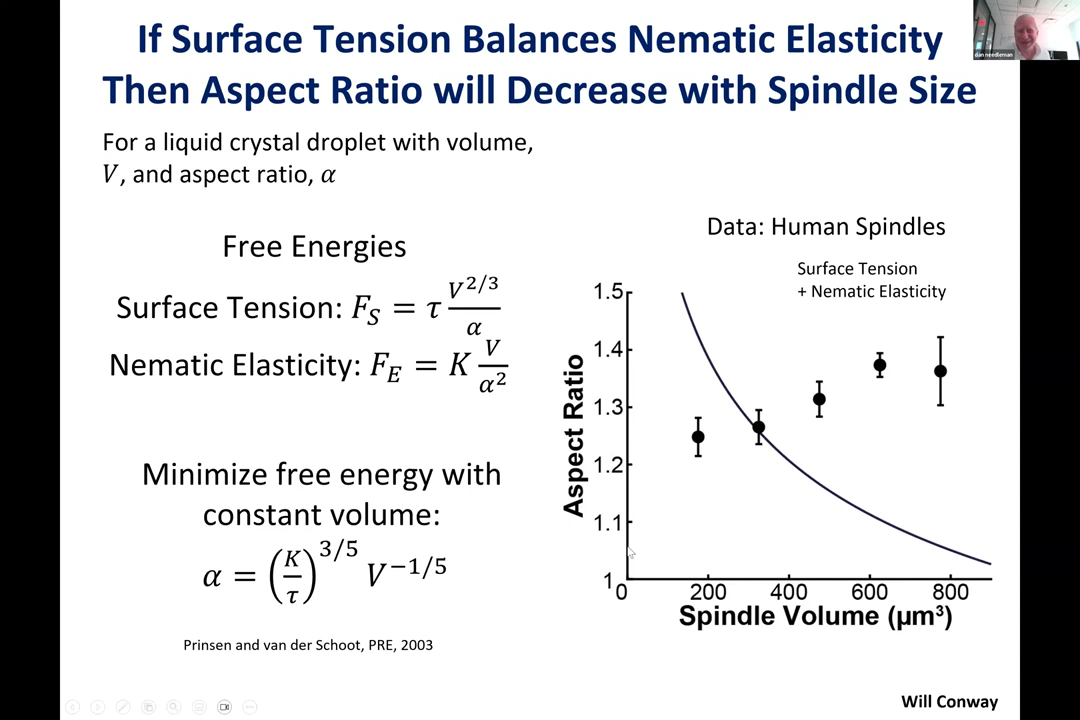 If Surface Tension Balances Nematic Elasticity
Then Aspect Ratio will Decrease with Spindle Size
dan needleman
For a liquid crystal droplet with volume,
V, and aspect ratio, α
Free Energies
Surface Tension: F_S = τ V^{2/3}/α
Nematic Elasticity: F_E = K V/α^2
Minimize free energy with
constant volume:
α = (K/τ)^{3/5} V^{-1/5}
Prinsen and van der Schoot, PRE, 2003
Data: Human Spindles
Surface Tension
+ Nematic Elasticity
Aspect Ratio
1.5
1.4
1.3
1.2
1.1
1
0 200 400 600 800
Spindle Volume (μm³)
Will Conway